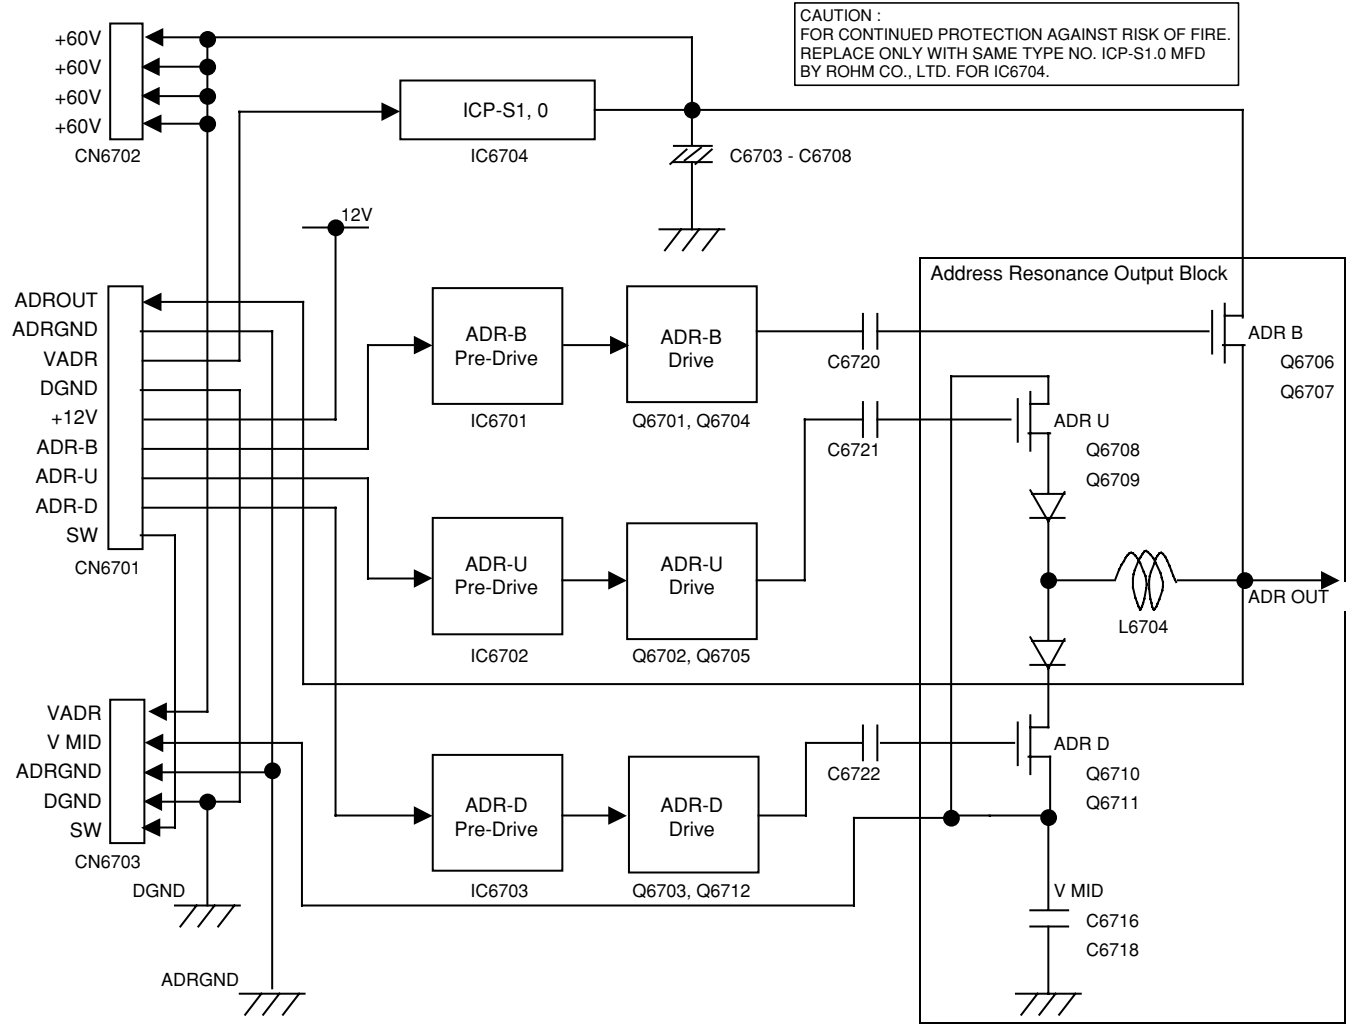 CAUTION :
FOR CONTINUED PROTECTION AGAINST RISK OF FIRE.
REPLACE ONLY WITH SAME TYPE NO. ICP-S1.0 MFD
BY ROHM CO., LTD. FOR IC6704.
+60V
+60V
+60V
+60V
CN6702
ICP-S1, 0
IC6704
C6703 - C6708
12V
Address Resonance Output Block
ADROUT
ADRGND
VADR
DGND
+12V
ADR-B
ADR-U
ADR-D
SW
CN6701
ADR-B
Pre-Drive
IC6701
ADR-B
Drive
Q6701, Q6704
C6720
ADR B
Q6706
Q6707
C6721
ADR U
Q6708
Q6709
ADR-U
Pre-Drive
IC6702
ADR-U
Drive
Q6702, Q6705
L6704
ADR OUT
VADR
V MID
ADRGND
DGND
SW
CN6703
ADR-D
Pre-Drive
IC6703
ADR-D
Drive
Q6703, Q6712
C6722
ADR D
Q6710
Q6711
V MID
C6716
C6718
DGND
ADRGND